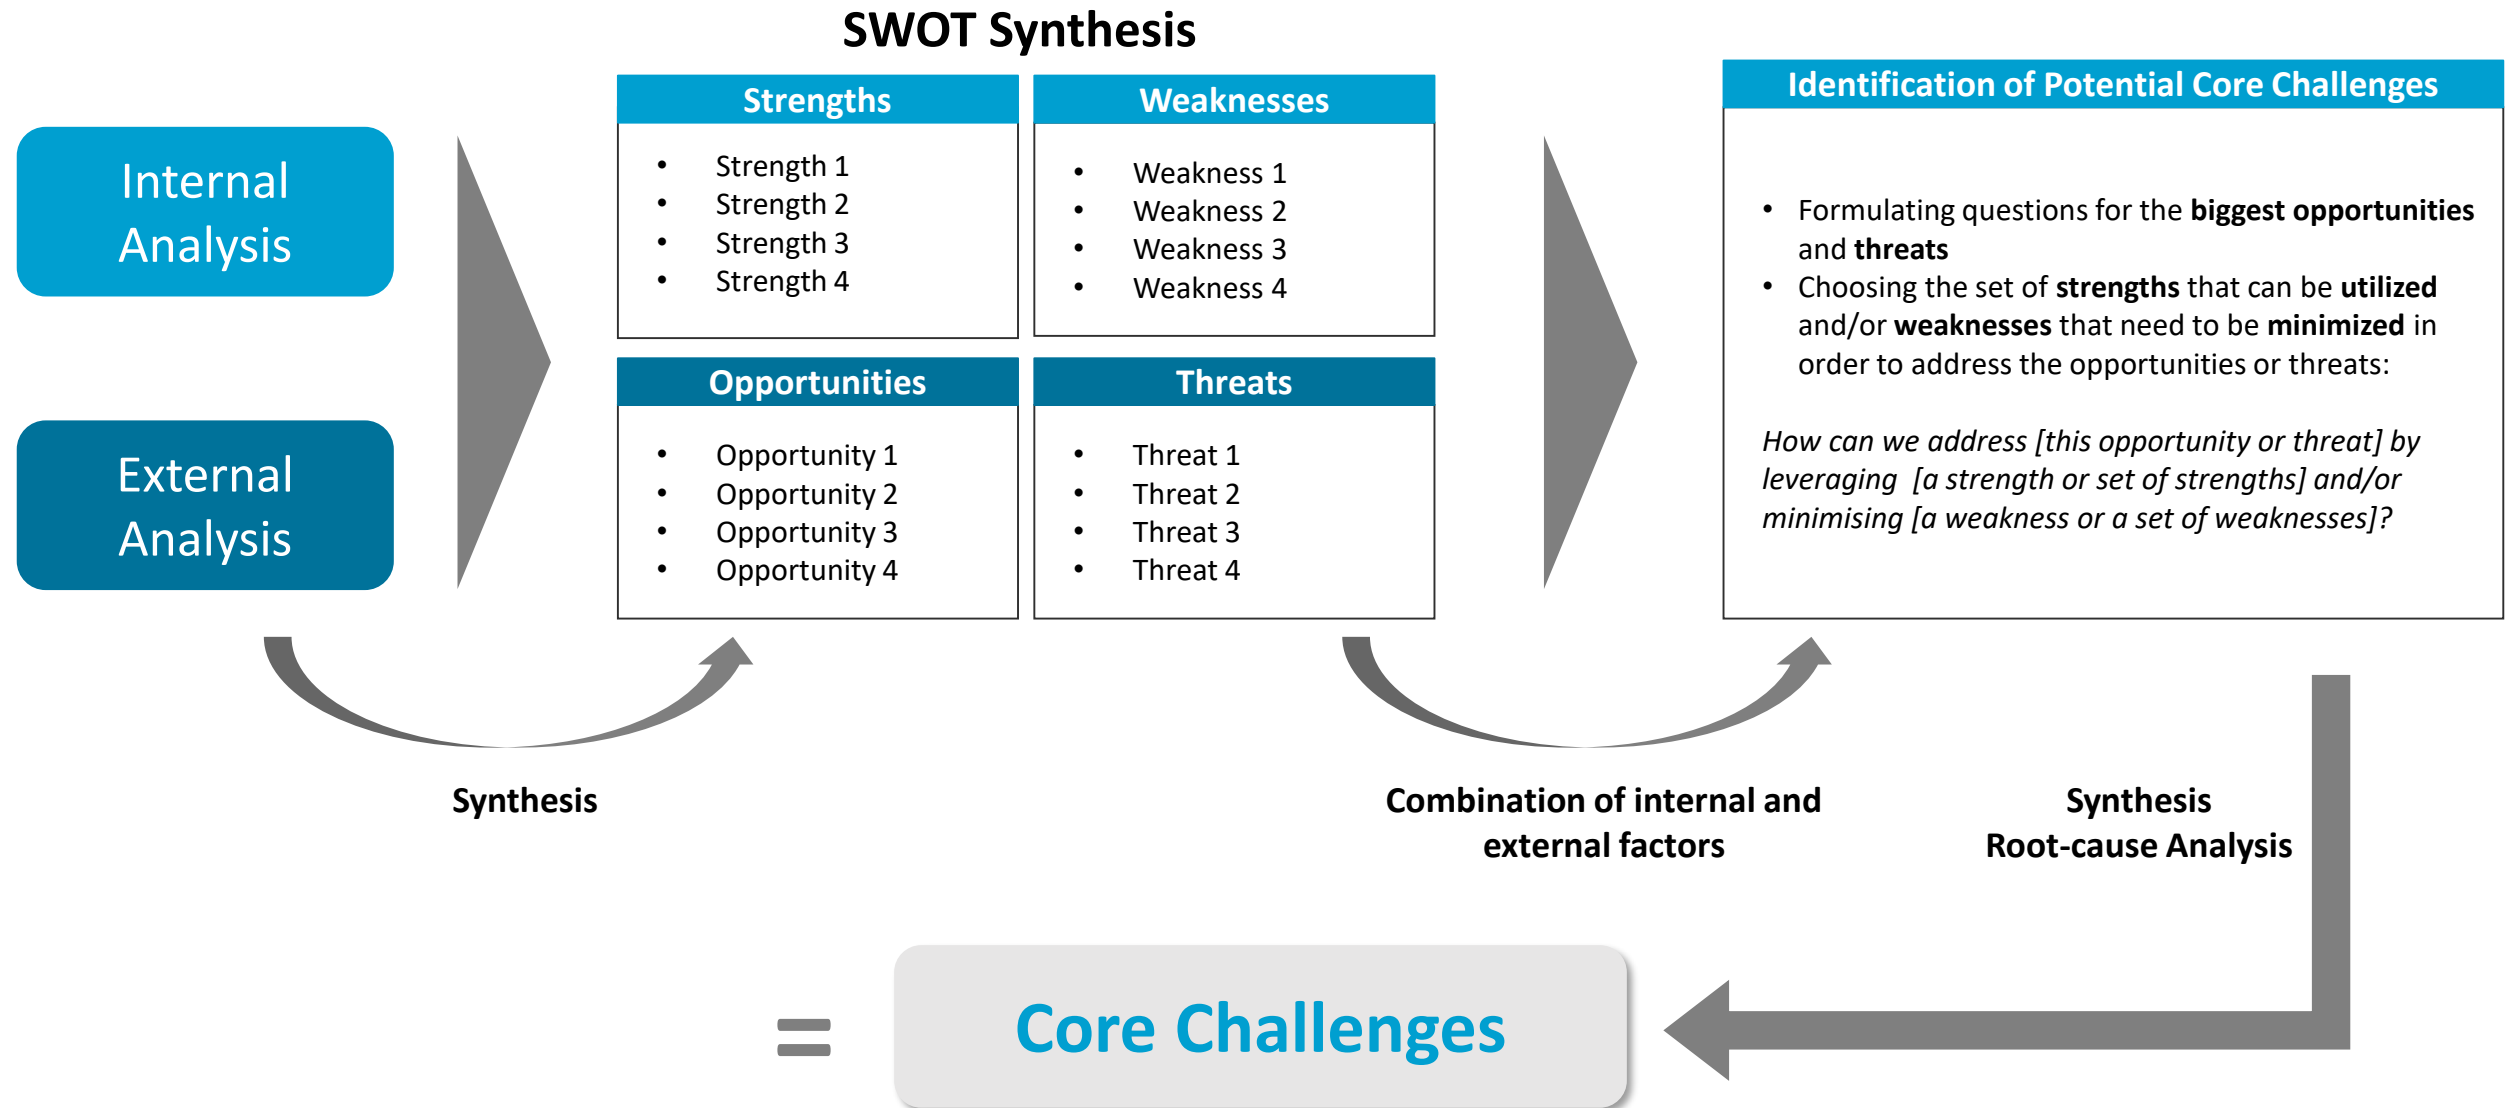 SWOT Synthesis
Internal
Analysis
External
Analysis
Strengths
• Strength 1
• Strength 2
• Strength 3
• Strength 4
Weaknesses
• Weakness 1
• Weakness 2
• Weakness 3
• Weakness 4
Opportunities
• Opportunity 1
• Opportunity 2
• Opportunity 3
• Opportunity 4
Threats
• Threat 1
• Threat 2
• Threat 3
• Threat 4
Identification of Potential Core Challenges
• Formulating questions for the biggest opportunities
and threats
• Choosing the set of strengths that can be utilized
and/or weaknesses that need to be minimized in
order to address the opportunities or threats:
How can we address [this opportunity or threat] by
leveraging [a strength or set of strengths] and/or
minimising [a weakness or a set of weaknesses]?
Synthesis
Combination of internal and
external factors
Synthesis
Root-cause Analysis
= Core Challenges